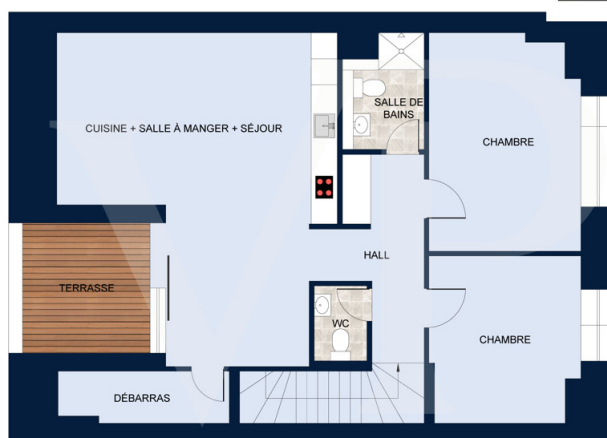 SALLE DE
BAINS
CUISINE + SALLE À MANGER + SÉJOUR
CHAMBRE
HALL
TERRASSE
WC
CHAMBRE
DÉBARRAS